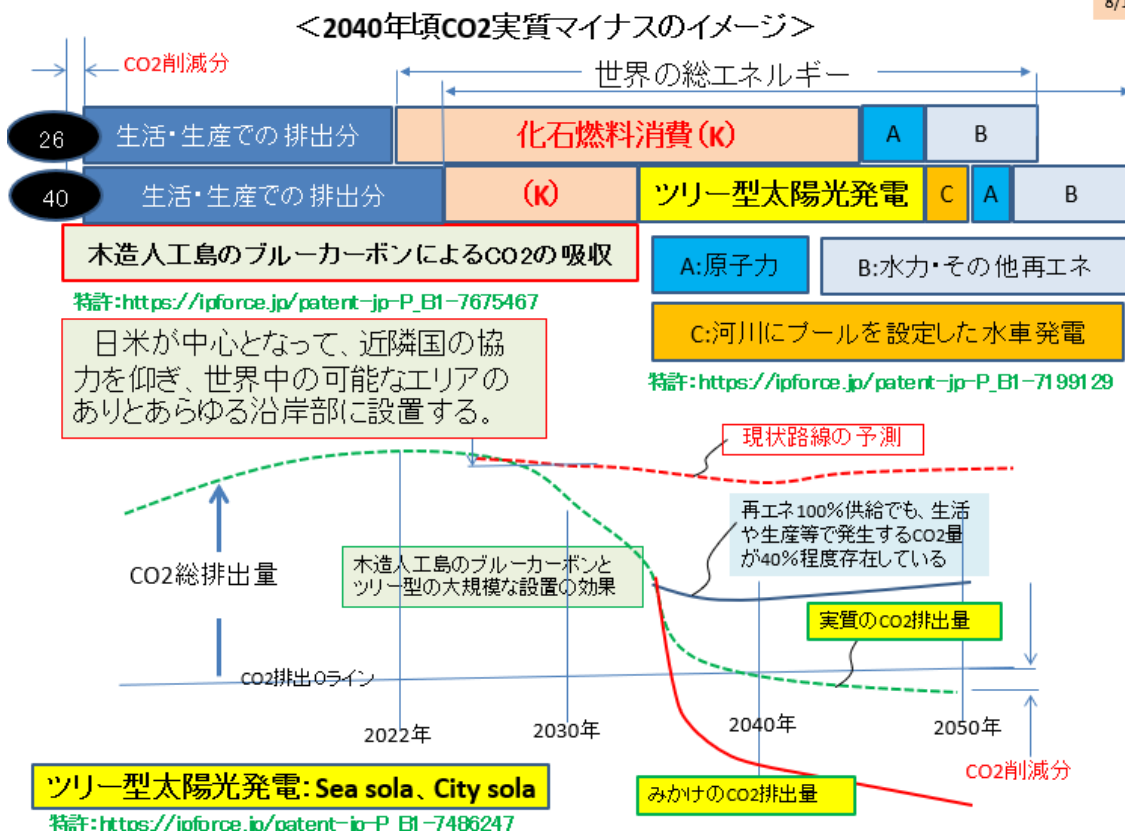 8/1
＜2040年頃CO2実質マイナスのイメージ＞
CO2削減分
世界の総エネルギー
26
生活・生産での排出分
化石燃料消費(K)
A
B
40
生活・生産での排出分
(K)
ツリー型太陽光発電
C
A
B
木造人工島のブルーカーボンによるCO2の吸収
A:原子力
B:水力・その他再エネ
特許:https://ipforce.jp/patent-jp-P_B1-7675467
C:河川にプールを設定した水車発電
特許:https://ipforce.jp/patent-jp-P_B1-7199129
日米が中心となって、近隣国の協
力を仰ぎ、世界中の可能なエリアの
ありとあらゆる沿岸部に設置する。
現状路線の予測
再エネ100%供給でも、生活
や生産等で発生するCO2量
が40%程度存在している
CO2総排出量
木造人工島のブルーカーボンと
ツリー型の大規模な設置の効果
実質のCO2排出量
CO2排出0ライン
2022年
2030年
2040年
2050年
CO2削減分
みかけのCO2排出量
ツリー型太陽光発電：Sea sola、City sola
特許:https://ipforce.jp/patent-jp-P_B1-7486247